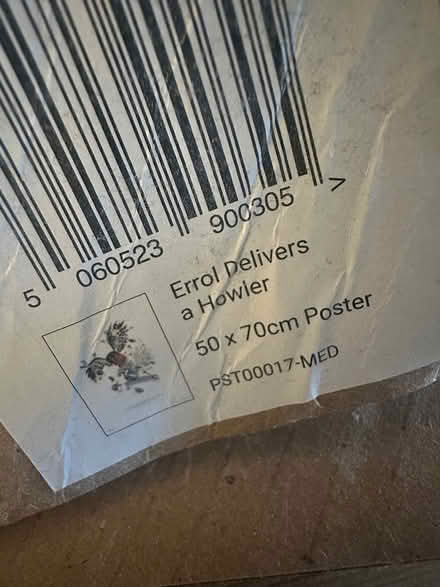 5 060523 900305 >
Errol Delivers
a Howler
50 x 70cm Poster
PST00017-MED